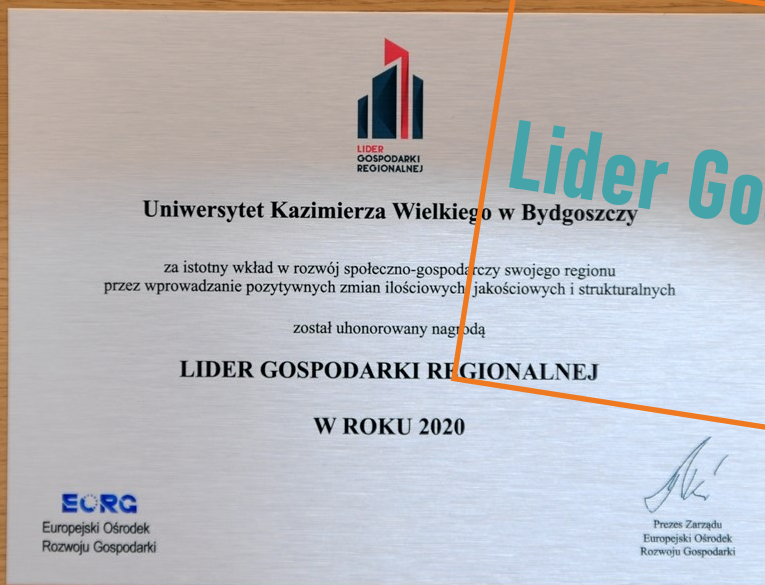 LIDER
GOSPODARKI
REGIONALNEJ
Lider Go
Uniwersytet Kazimierza Wielkiego w Bydgoszczy
za istotny wkład w rozwój społeczno-gospodarczy swojego regionu
przez wprowadzanie pozytywnych zmian ilościowych, jakościowych i strukturalnych
został uhonorowany nagrodą
LIDER GOSPODARKI REGIONALNEJ
W ROKU 2020
EORG
Europejski Ośrodek
Rozwoju Gospodarki
Prezes Zarządu
Europejski Ośrodek
Rozwoju Gospodarki